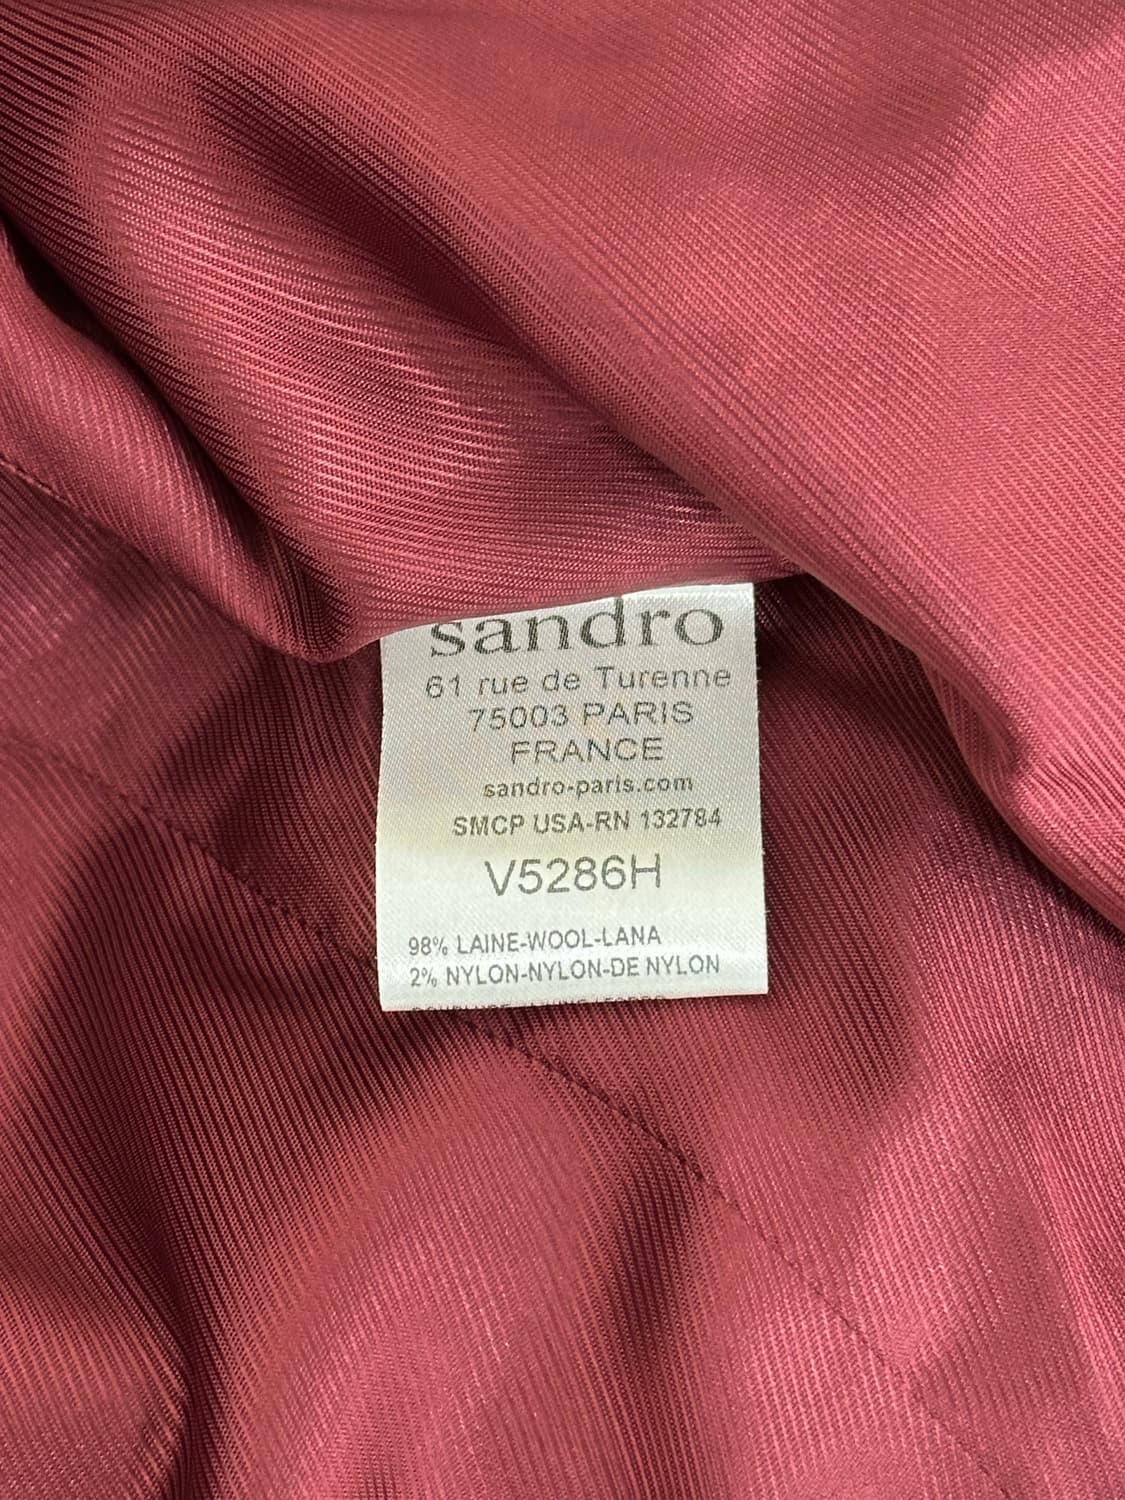 sandro
61 rue de Turenne
75003 PARIS
FRANCE
sandro-paris.com
SMCP USA-RN 132784
V5286H
98% LAINE-WOOL-LANA
2% NYLON-NYLON-DE NYLON